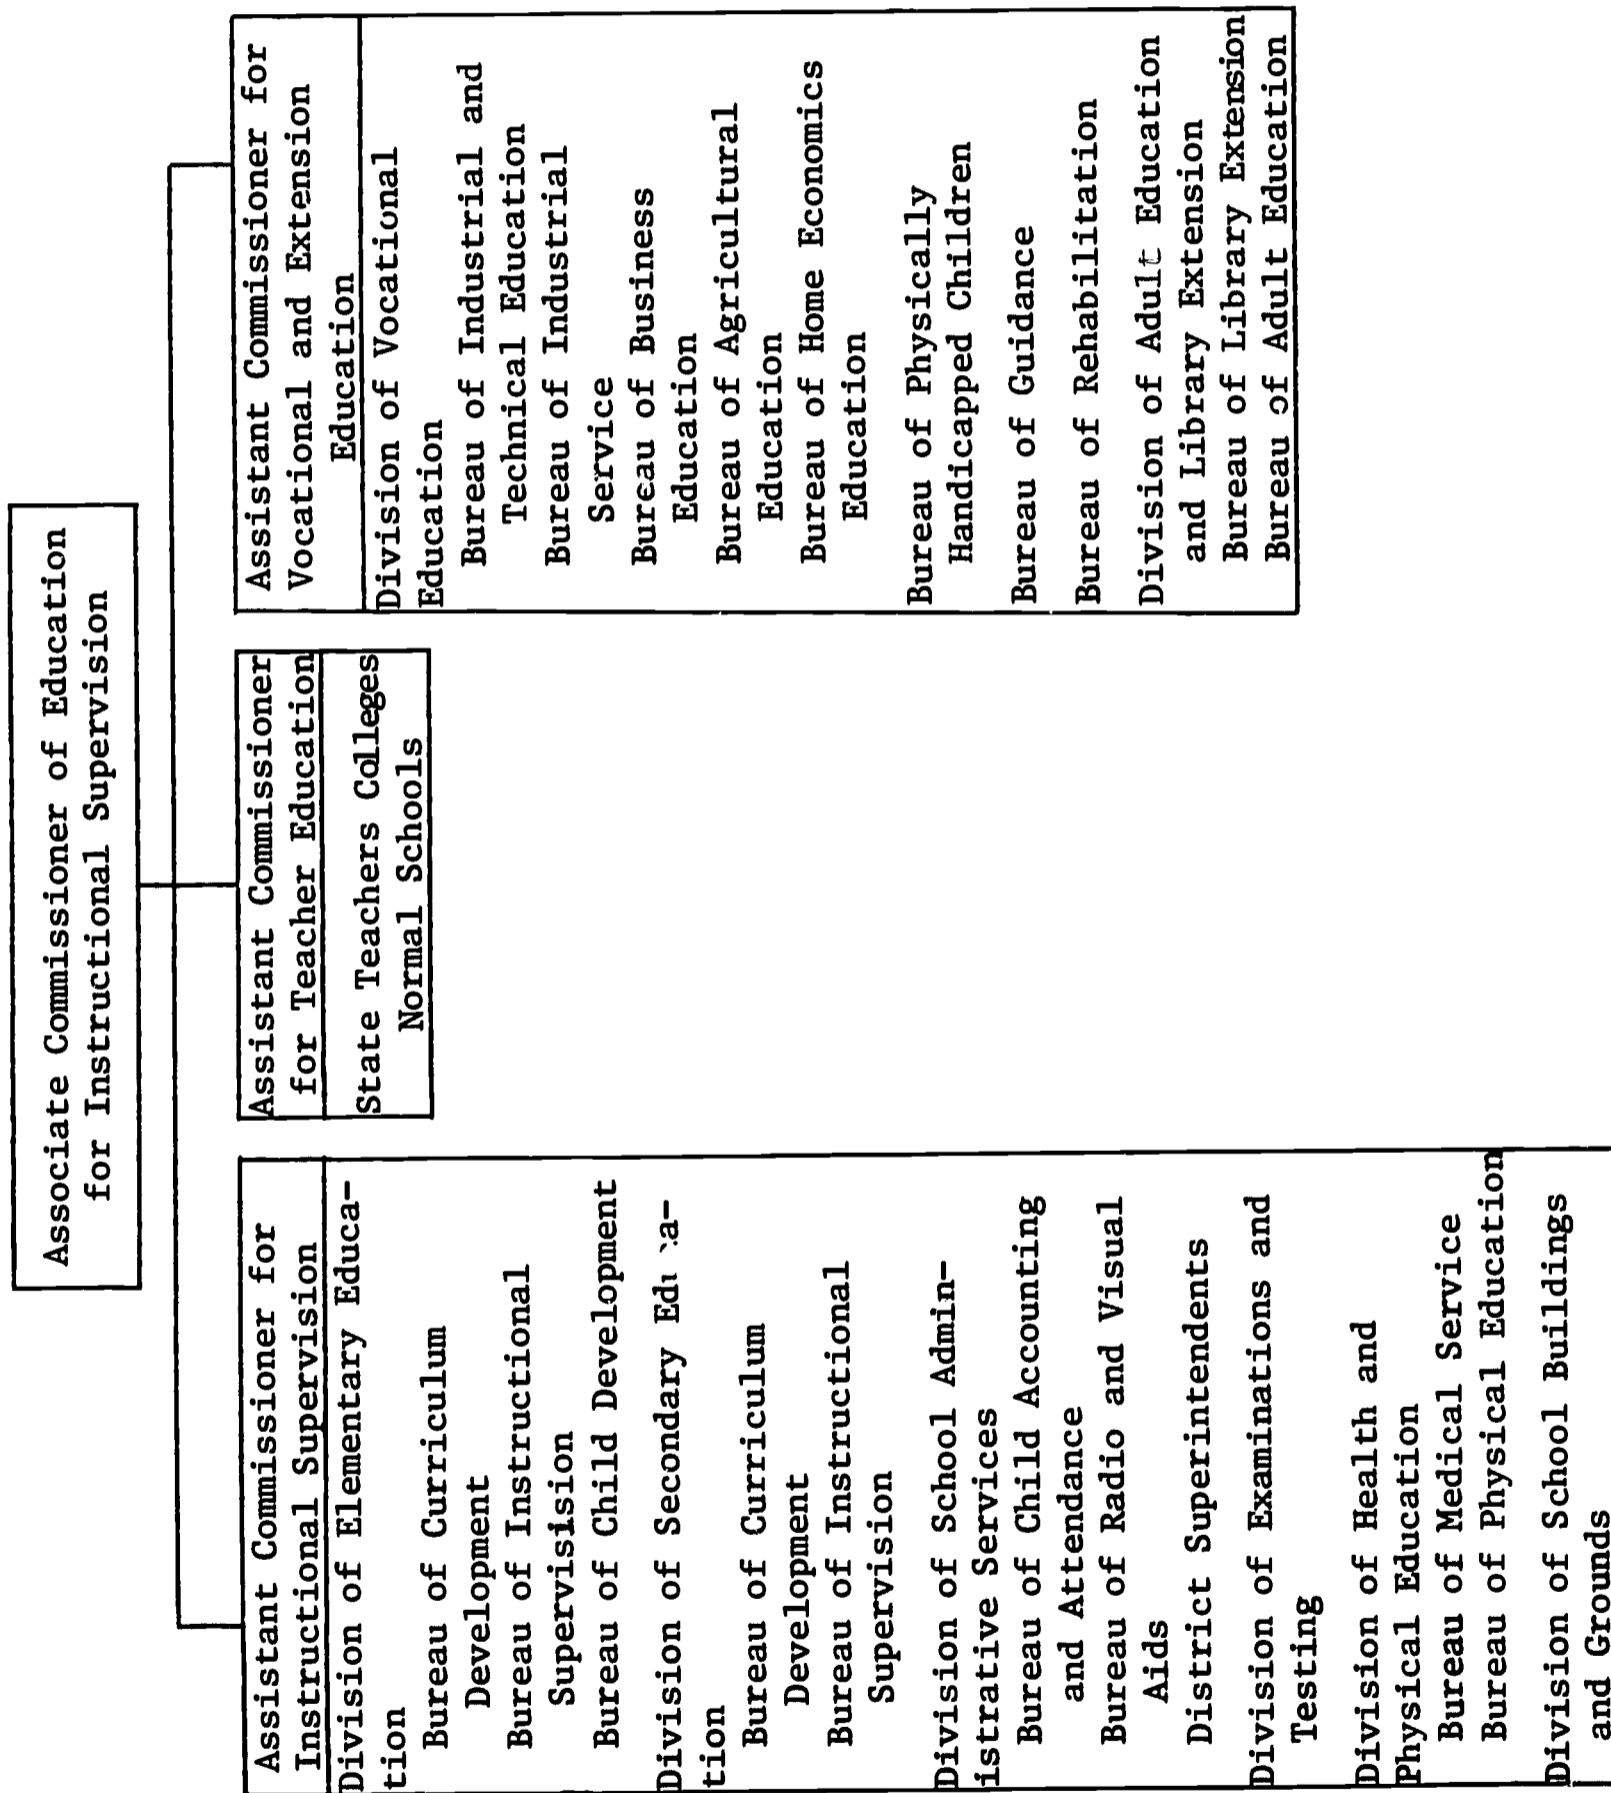 Associate Commissioner of Education
for Instructional Supervision
Assistant Commissioner for
Instructional Supervision
Division of Elementary Educa-
tion
Bureau of Curriculum
Development
Bureau of Instructional
Supervision
Bureau of Child Development
Division of Secondary Edu a-
tion
Bureau of Curriculum
Development
Bureau of Instructional
Supervision
Division of School Admin-
istrative Services
Bureau of Child Accounting
and Attendance
Bureau of Radio and Visual
Aids
District Superintendents
Division of Examinations and
Testing
Division of Health and
Physical Education
Bureau of Medical Service
Bureau of Physical Education
Division of School Buildings
and Grounds
Assistant Commissioner
for Teacher Education
State Teachers Colleges
Normal Schools
Assistant Commissioner for
Vocational and Extension
Education
Division of Vocational
Education
Bureau of Industrial and
Technical Education
Bureau of Industrial
Service
Bureau of Business
Education
Bureau of Agricultural
Education
Bureau of Home Economics
Education
Bureau of Physically
Handicapped Children
Bureau of Guidance
Bureau of Rehabilitation
Division of Adult Education
and Library Extension
Bureau of Library Extension
Bureau of Adult Education